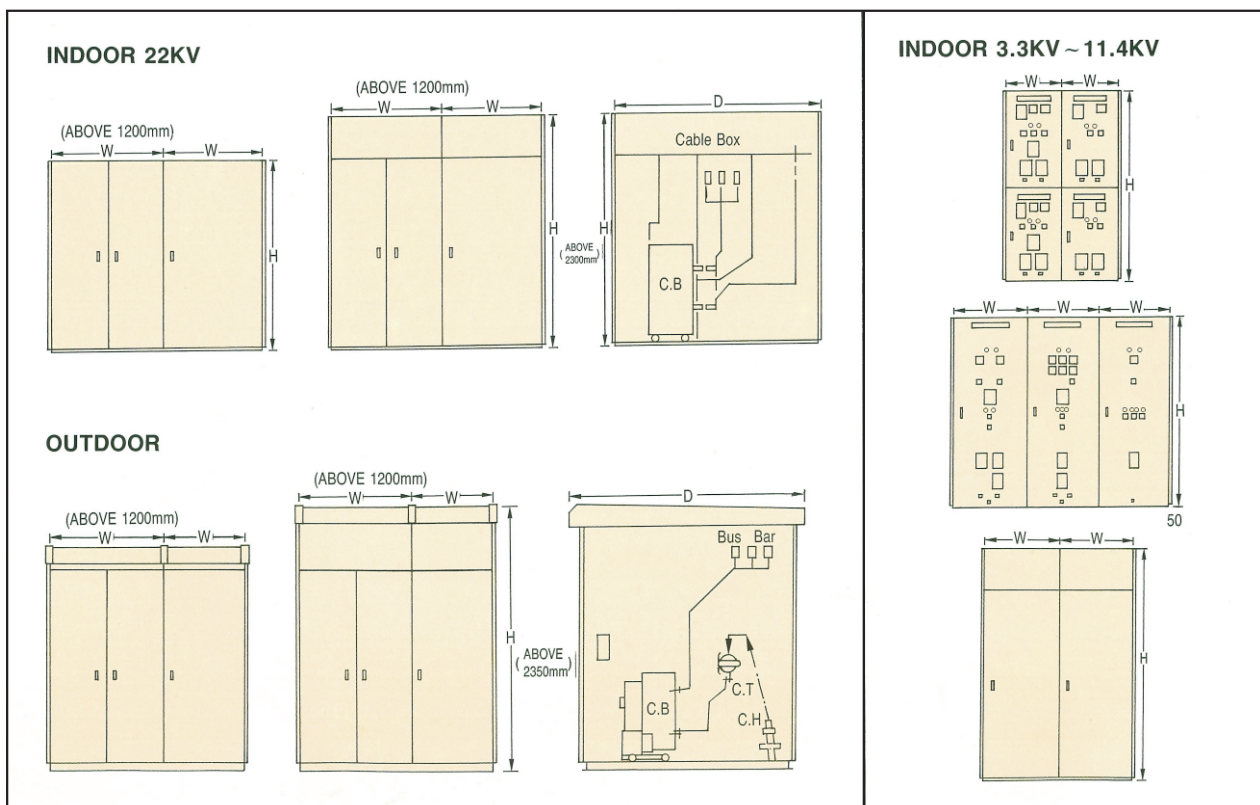 INDOOR 22KV
(ABOVE 1200mm)
W W
H
(ABOVE 1200mm)
W W
H
D
Cable Box
H
(ABOVE 2300mm)
C.B
OUTDOOR
(ABOVE 1200mm)
W W
(ABOVE 1200mm)
W W
H
(ABOVE 2350mm)
D
Bus Bar
C.B
C.T
C.H
INDOOR 3.3KV ~ 11.4KV
W W
H
W W W
H
50
W W
H